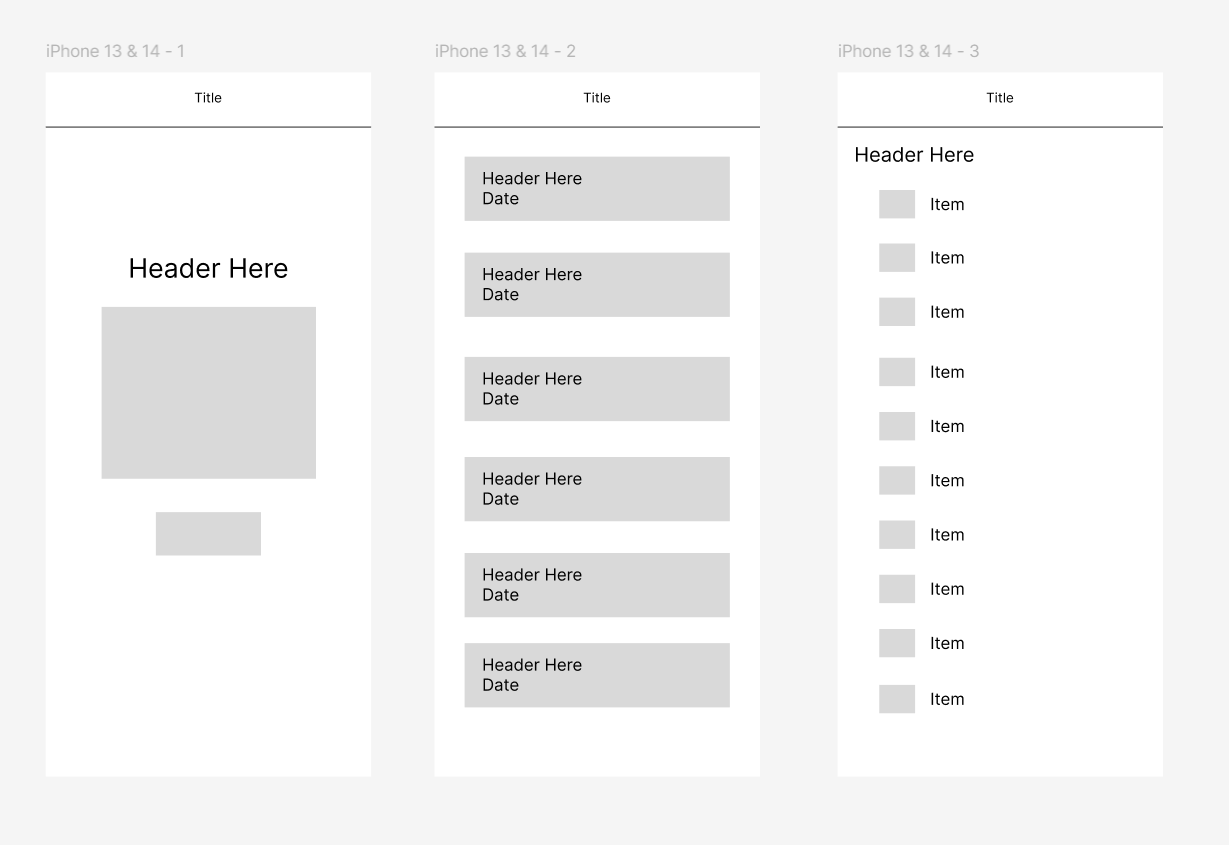 iPhone 13 & 14 - 1
Title
Header Here
iPhone 13 & 14 - 2
Title
Header Here
Date
Header Here
Date
Header Here
Date
Header Here
Date
Header Here
Date
Header Here
Date
iPhone 13 & 14 - 3
Title
Header Here
Item
Item
Item
Item
Item
Item
Item
Item
Item
Item